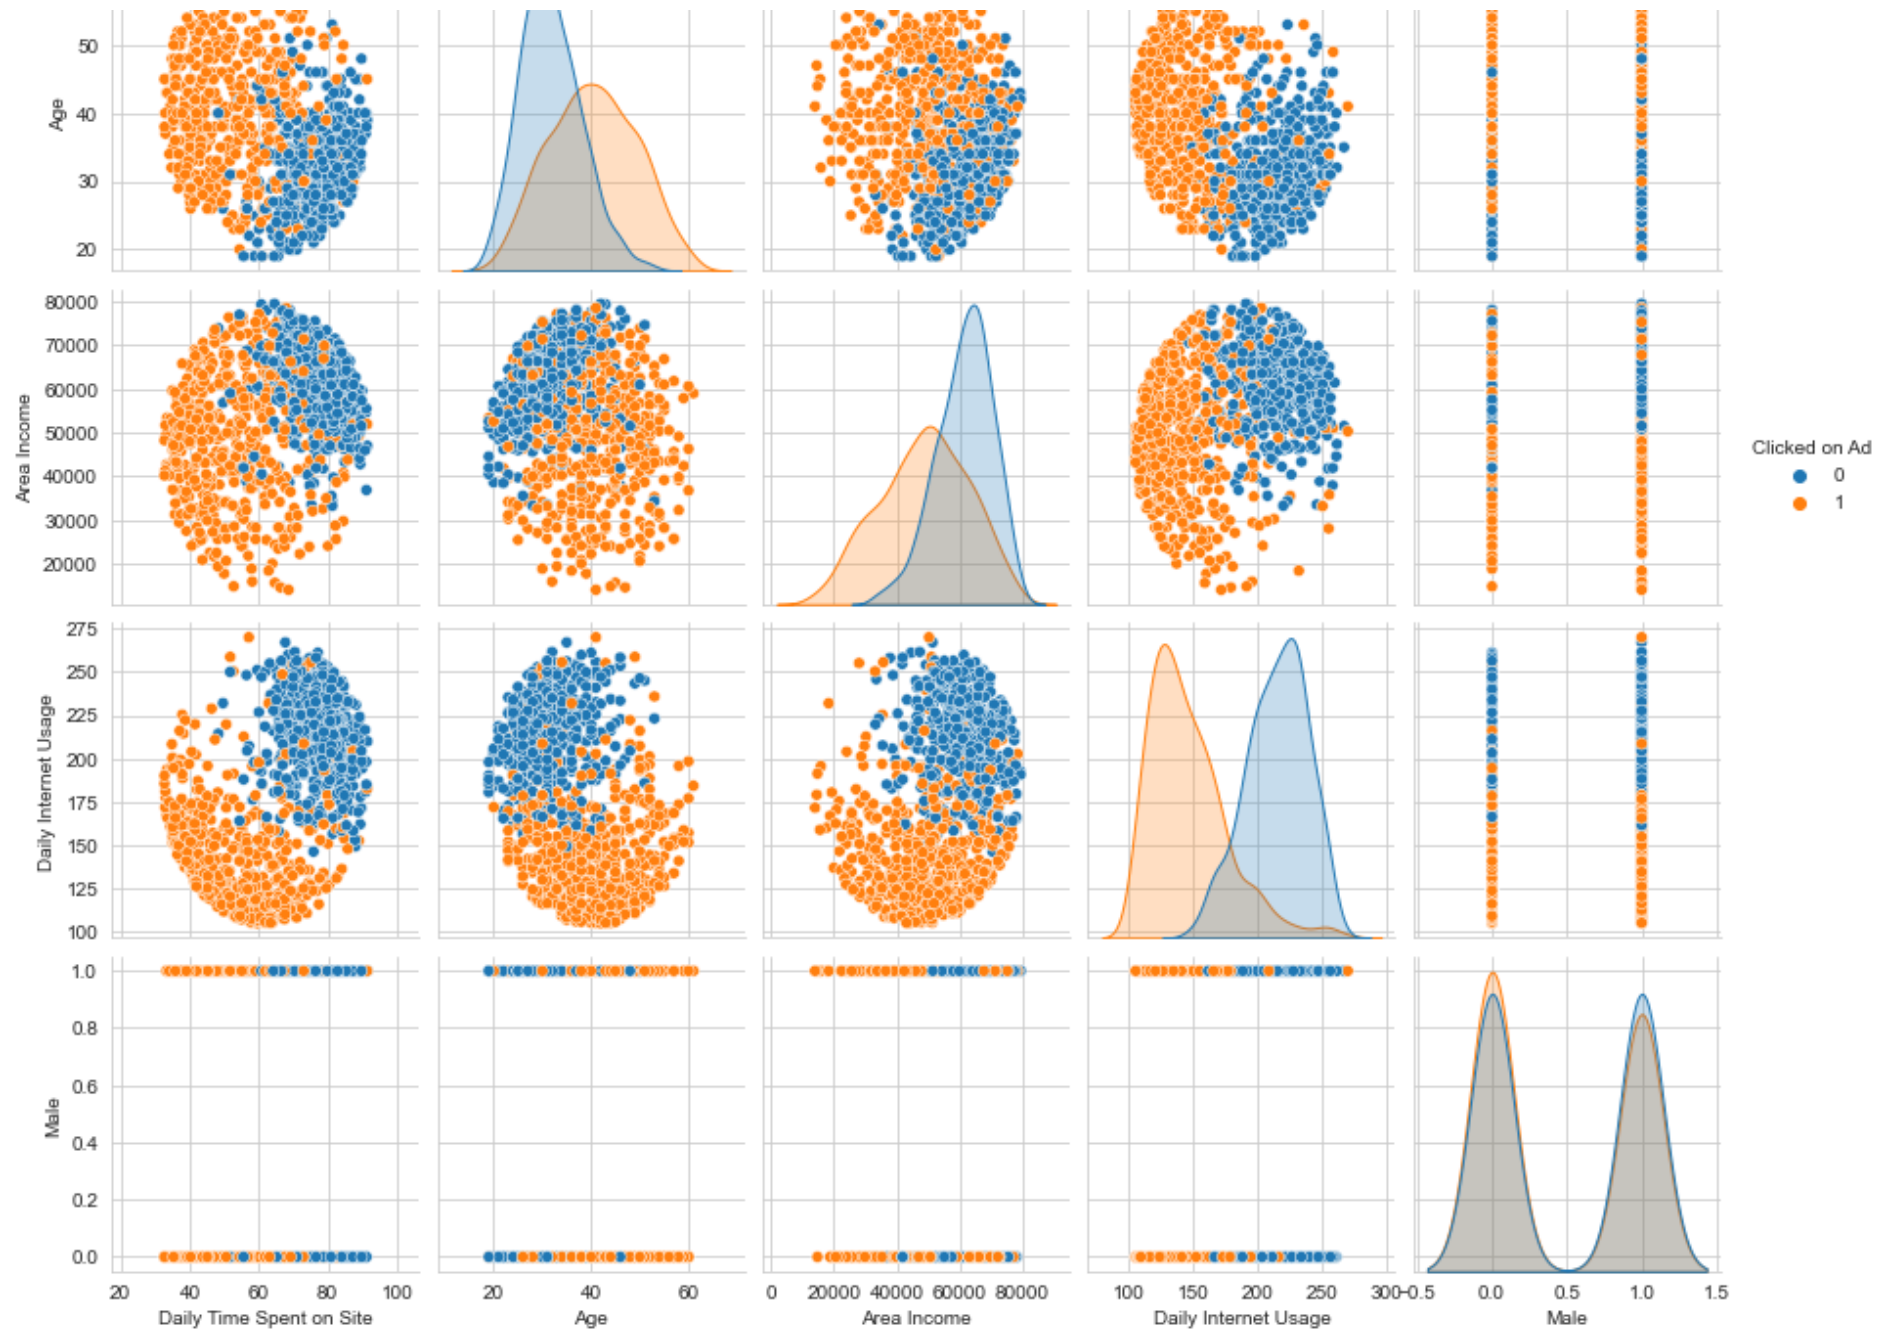 50
40
30
20
Age
80000
70000
60000
50000
40000
30000
20000
Area Income
275
250
225
200
175
150
125
100
Daily Internet Usage
1.0
0.8
0.6
0.4
0.2
0.0
Male
20 40 60 80 100
Daily Time Spent on Site
20 40 60
Age
0 20000 40000 60000 80000
Area Income
100 150 200 250 300
Daily Internet Usage
−0.5 0.0 0.5 1.0 1.5
Male
Clicked on Ad
0
1